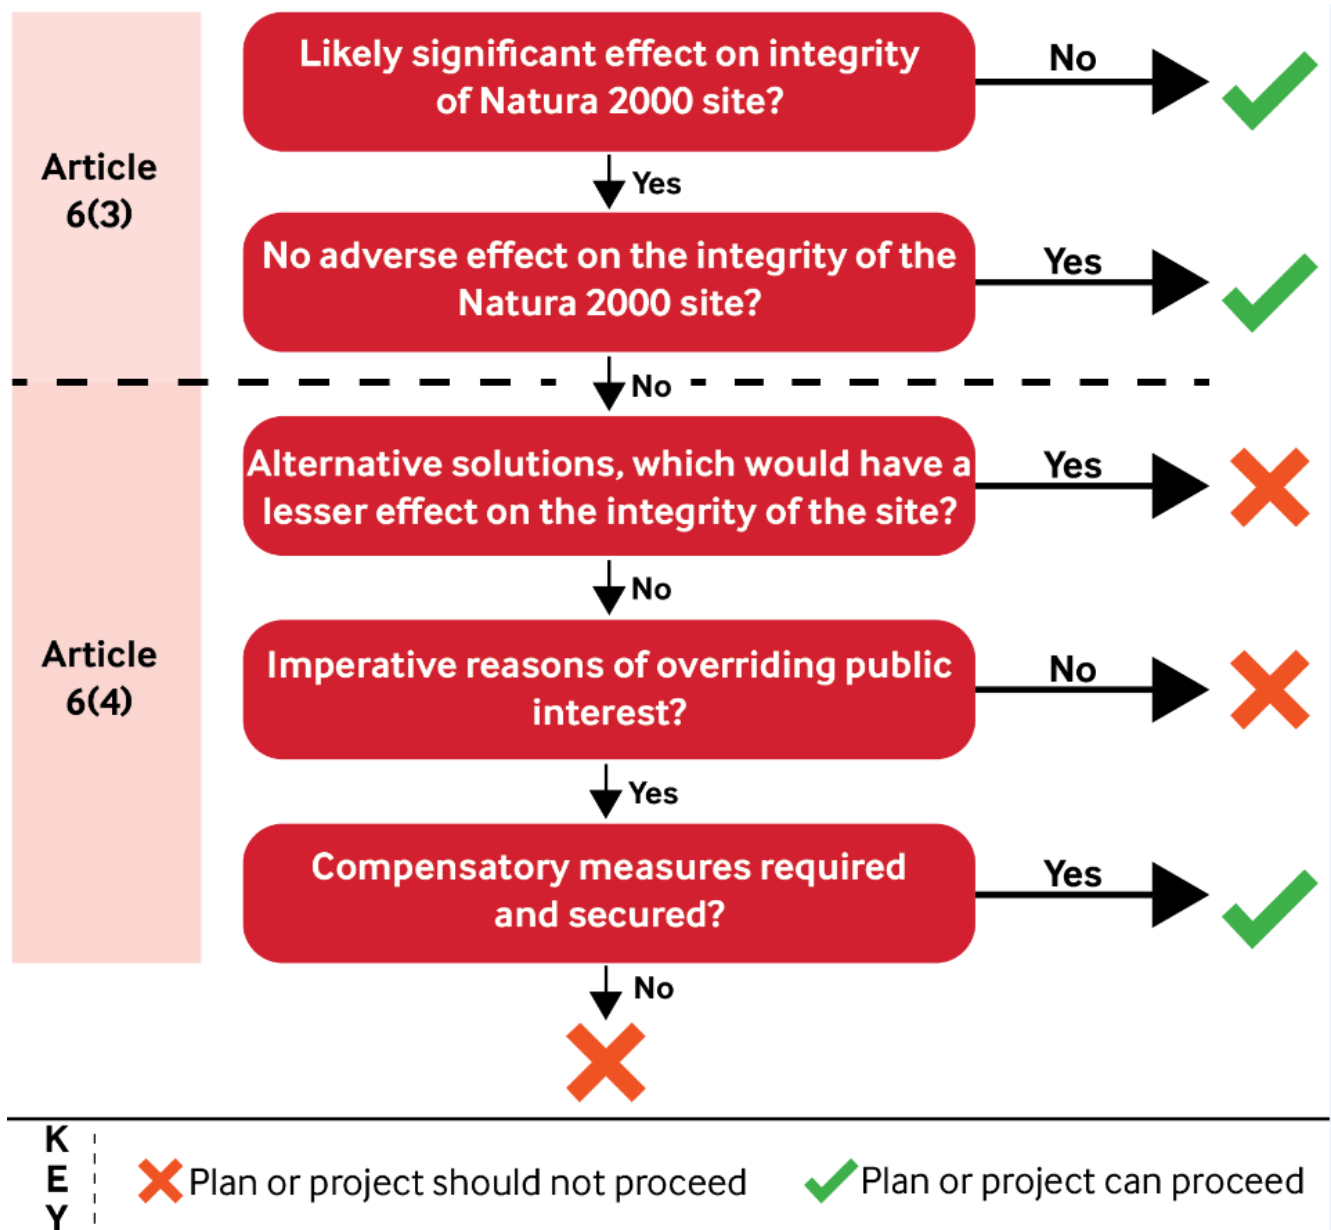 Likely significant effect on integrity
of Natura 2000 site?
No
Yes
Article
6(3)
No adverse effect on the integrity of the
Natura 2000 site?
Yes
No
Alternative solutions, which would have a
lesser effect on the integrity of the site?
Yes
No
Article
6(4)
Imperative reasons of overriding public
interest?
No
Yes
Compensatory measures required
and secured?
Yes
No
K
E
Y
Plan or project should not proceed
Plan or project can proceed